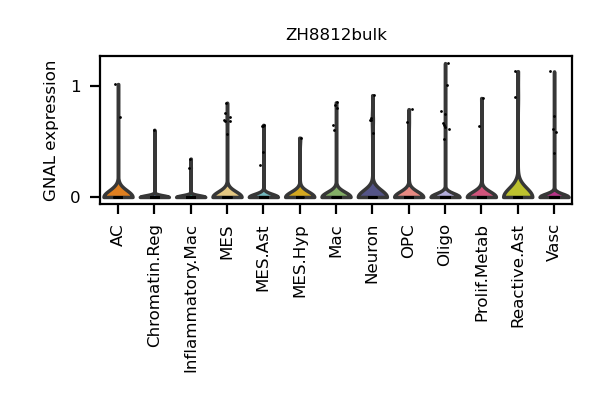 ZH8812bulk
GNAL expression
1
0
AC
Chromatin.Reg
Inflammatory.Mac
MES
MES.Ast
MES.Hyp
Mac
Neuron
OPC
Oligo
Prolif.Metab
Reactive.Ast
Vasc